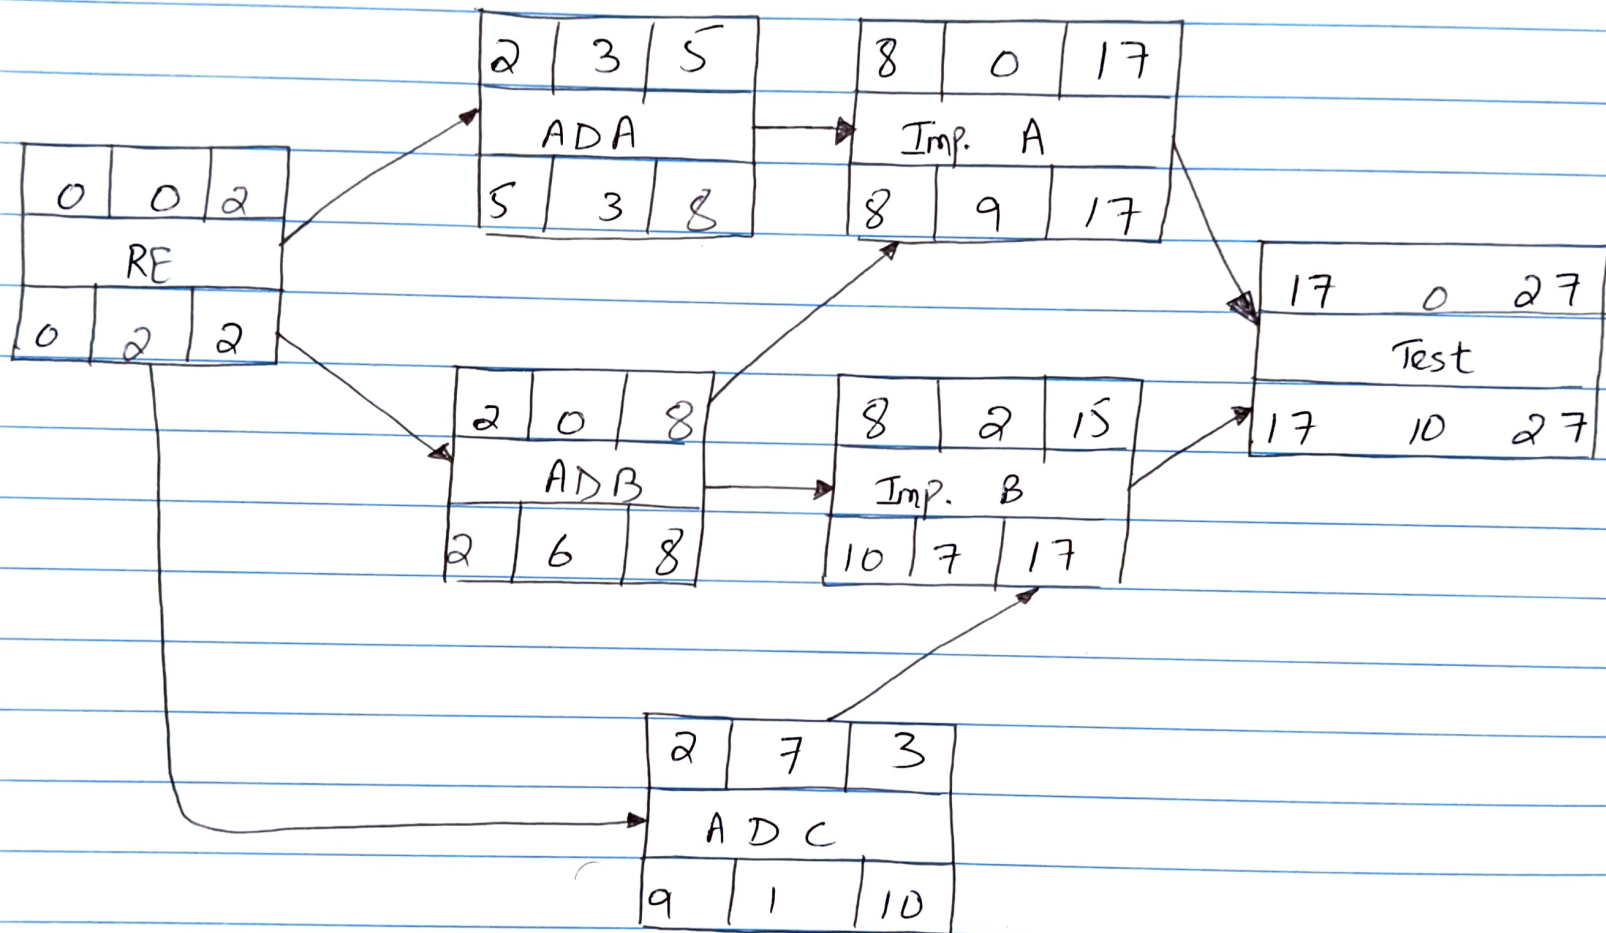 0 0 2
RE
0 2 2
2 3 5
ADA
5 3 8
8 0 17
Imp. A
8 9 17
2 0 8
ADB
2 6 8
8 2 15
Imp. B
10 7 17
17 0 27
Test
17 10 27
2 7 3
ADC
9 1 10